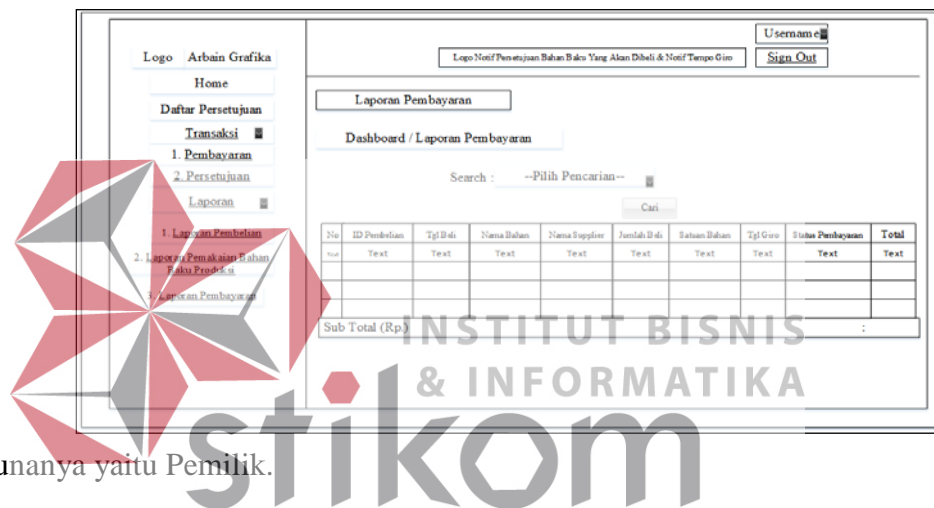 Username
Logo Arbain Grafika
Logo Notif Persetujuan Bahan Baku Yang Akan Dibeli & Notif Tempo Giro
Sign Out
Home
Daftar Persetujuan
Transaksi
1. Pembayaran
2. Persetujuan
Laporan
1. Laporan Pembelian
2. Laporan Pemakaian Bahan
Baku Produksi
3. Laporan Pembayaran
Laporan Pembayaran
Dashboard / Laporan Pembayaran
Search : --Pilih Pencarian--
Cari
No ID Pembelian Tgl Beli Nama Bahan Nama Supplier Jumlah Beli Satuan Bahan Tgl Giro Status Pembayaran Total
Text Text Text Text Text Text Text Text Text Text
Sub Total (Rp.) :
INSTITUT BISNIS
& INFORMATIKA
stikom
unanya yaitu Pemilik.